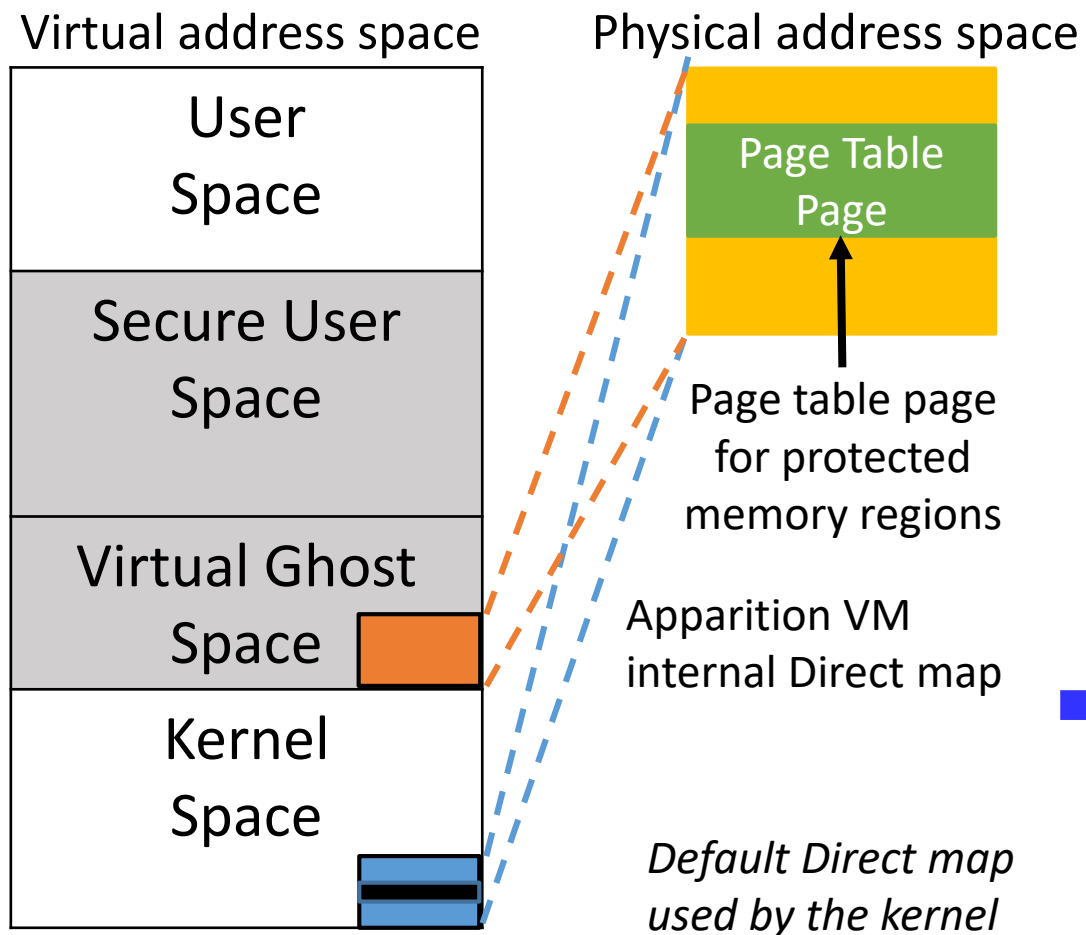 Virtual address space
Physical address space
User
Space
Secure User
Space
Virtual Ghost
Space
Kernel
Space
Page Table
Page
Page table page
for protected
memory regions
Apparition VM
internal Direct map
Default Direct map
used by the kernel